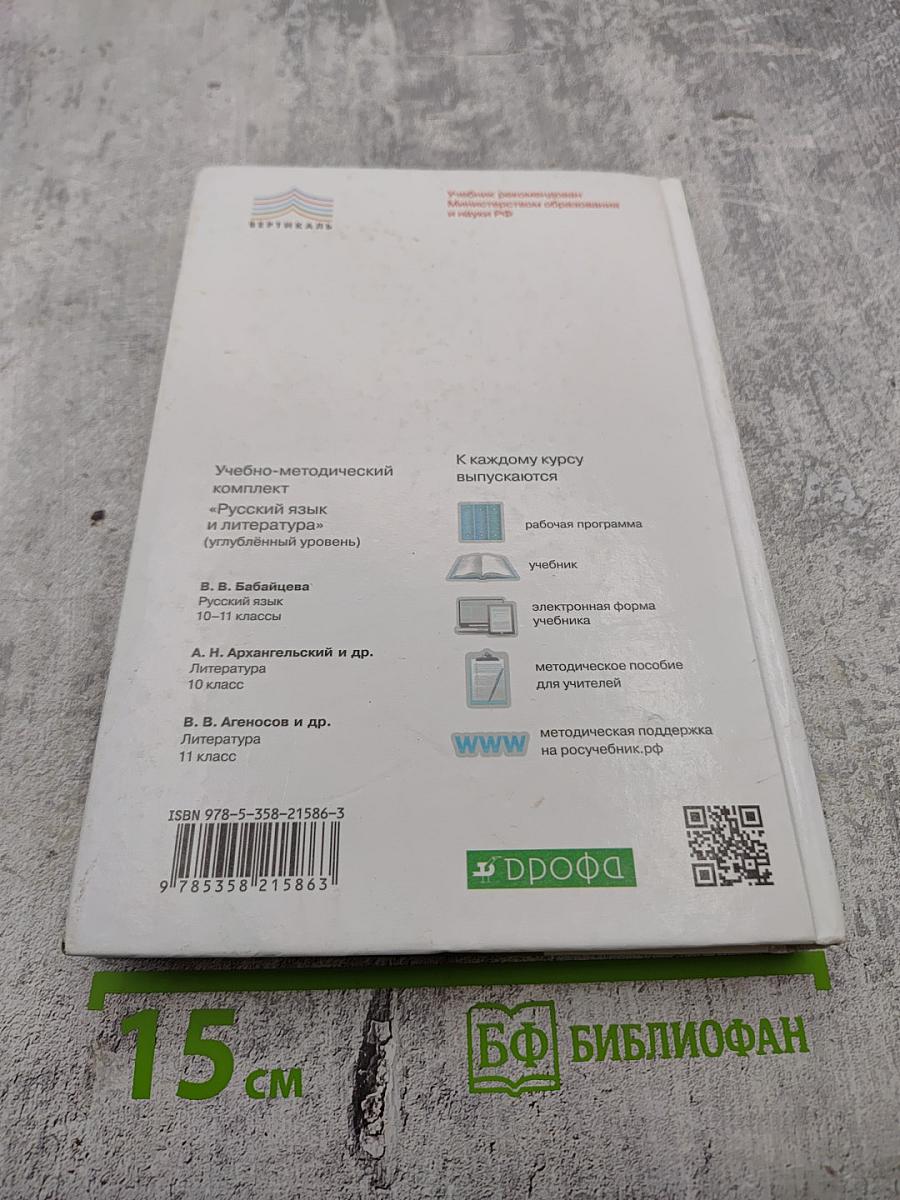 ВЕРТИКАЛЬ
Учебник рекомендован
Министерством образования
и науки РФ
Учебно-методический
комплект
«Русский язык
и литература»
(углублённый уровень)
В. В. Бабайцева
Русский язык
10–11 классы
А. Н. Архангельский и др.
Литература
10 класс
В. В. Агеносов и др.
Литература
11 класс
К каждому курсу
выпускаются
рабочая программа
учебник
электронная форма
учебника
методическое пособие
для учителей
www
методическая поддержка
на росучебник.рф
ISBN 978-5-358-21586-3
9 785358 215863
дрофа
15 см
БФ БИБЛИОФАН